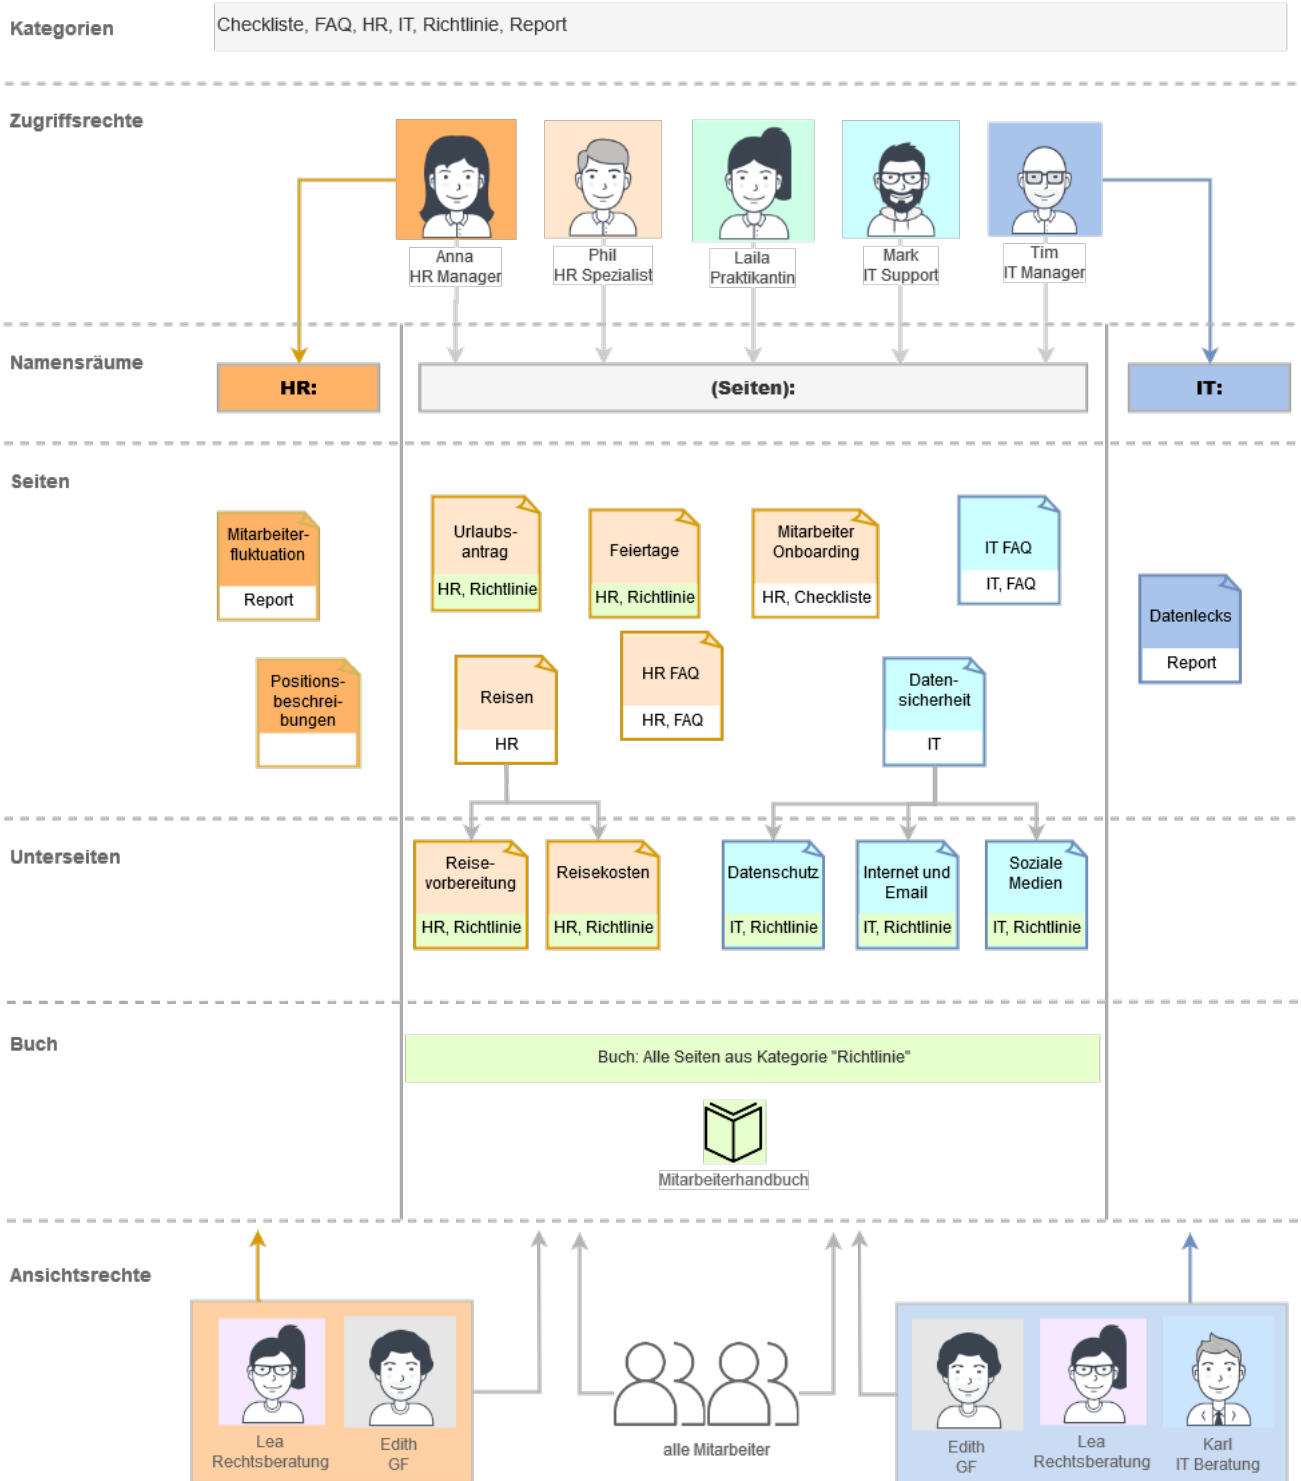 Kategorien
Checkliste, FAQ, HR, IT, Richtlinie, Report
Zugriffsrechte
Anna
HR Manager
Phil
HR Spezialist
Laila
Praktikantin
Mark
IT Support
Tim
IT Manager
Namensräume
HR:
(Seiten):
IT:
Seiten
Mitarbeiter-
fluktuation
Report
Positions-
beschrei-
bungen
Urlaubs-
antrag
HR, Richtlinie
Feiertage
HR, Richtlinie
Mitarbeiter
Onboarding
HR, Checkliste
IT FAQ
IT, FAQ
Reisen
HR
HR FAQ
HR, FAQ
Daten-
sicherheit
IT
Datenlecks
Report
Unterseiten
Reise-
vorbereitung
HR, Richtlinie
Reisekosten
HR, Richtlinie
Datenschutz
IT, Richtlinie
Internet und
Email
IT, Richtlinie
Soziale
Medien
IT, Richtlinie
Buch
Buch: Alle Seiten aus Kategorie "Richtlinie"
Mitarbeiterhandbuch
Ansichtsrechte
Lea
Rechtsberatung
Edith
GF
alle Mitarbeiter
Edith
GF
Lea
Rechtsberatung
Karl
IT Beratung